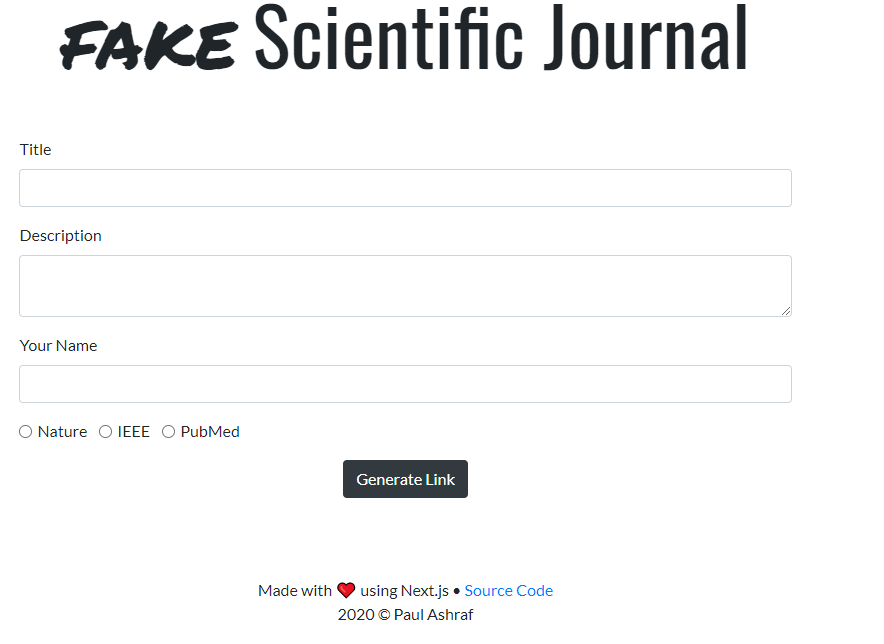 FAKE Scientific Journal
Title
Description
Your Name
Nature IEEE PubMed
Generate Link
Made with ❤️ using Next.js • Source Code
2020 © Paul Ashraf